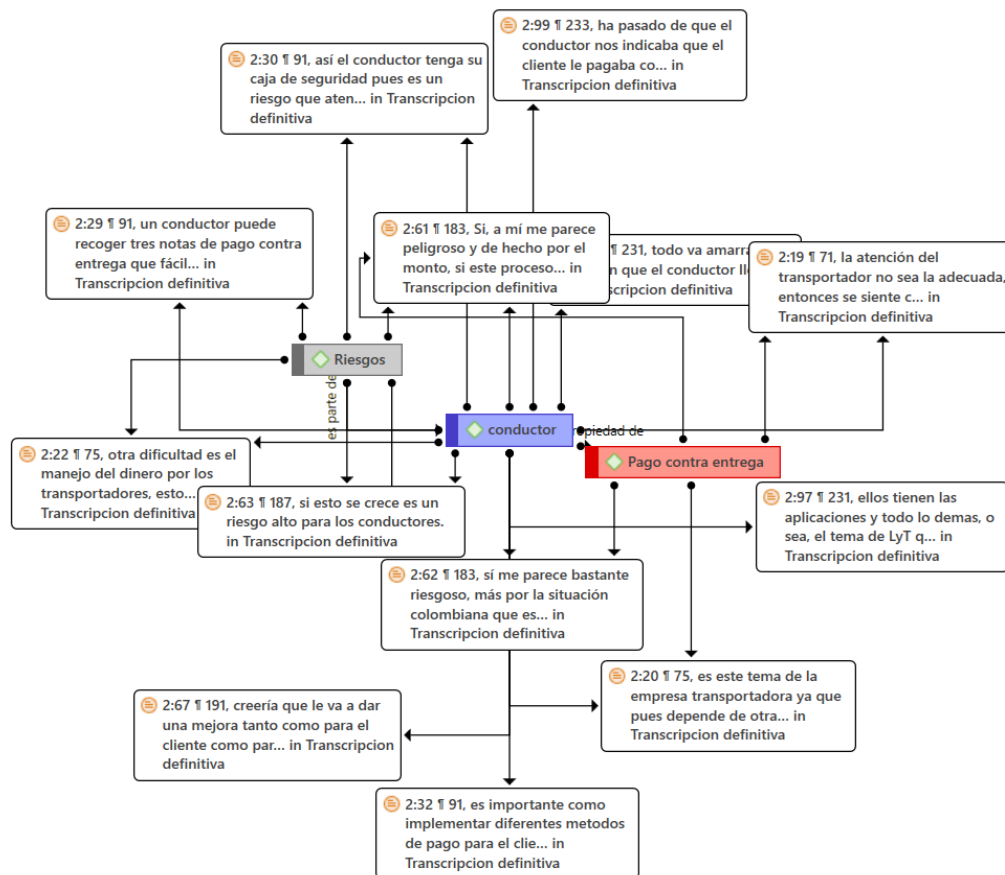 2:99 ¶ 233, ha pasado de que el
conductor nos indicaba que el
cliente le pagaba co... in
Transcripcion definitiva
2:30 ¶ 91, así el conductor tenga su
caja de seguridad pues es un
riesgo que aten... in Transcripcion
definitiva
2:29 ¶ 91, un conductor puede
recoger tres notas de pago contra
entrega que fácil... in
Transcripcion definitiva
2:61 ¶ 183, Si, a mí me parece
peligroso y de hecho por el
monto, si este proceso... in
Transcripcion definitiva
¶ 231, todo va amarra
que el conductor
definitiva
2:19 ¶ 71, la atención del
transportador no sea la adecuada,
entonces se siente c... in
Transcripcion definitiva
Riesgos
es parte de
conductor
ropiedad de
Pago contra entrega
2:22 ¶ 75, otra dificultad es el
manejo del dinero por los
transportadores, esto...
Transcripcion definitiva
2:63 ¶ 187, si esto se crece es un
riesgo alto para los conductores.
in Transcripcion definitiva
2:97 ¶ 231, ellos tienen las
aplicaciones y todo lo demas, o
sea, el tema de LyT q... in
Transcripcion definitiva
2:62 ¶ 183, sí me parece bastante
riesgoso, más por la situación
colombiana que es... in
Transcripcion definitiva
2:20 ¶ 75, es este tema de la
empresa transportadora ya que
pues depende de otra... in
Transcripcion definitiva
2:67 ¶ 191, creería que le va a dar
una mejora tanto como para el
cliente como par... in Transcripcion
definitiva
2:32 ¶ 91, es importante como
implementar diferentes metodos
de pago para el clie... in
Transcripcion definitiva